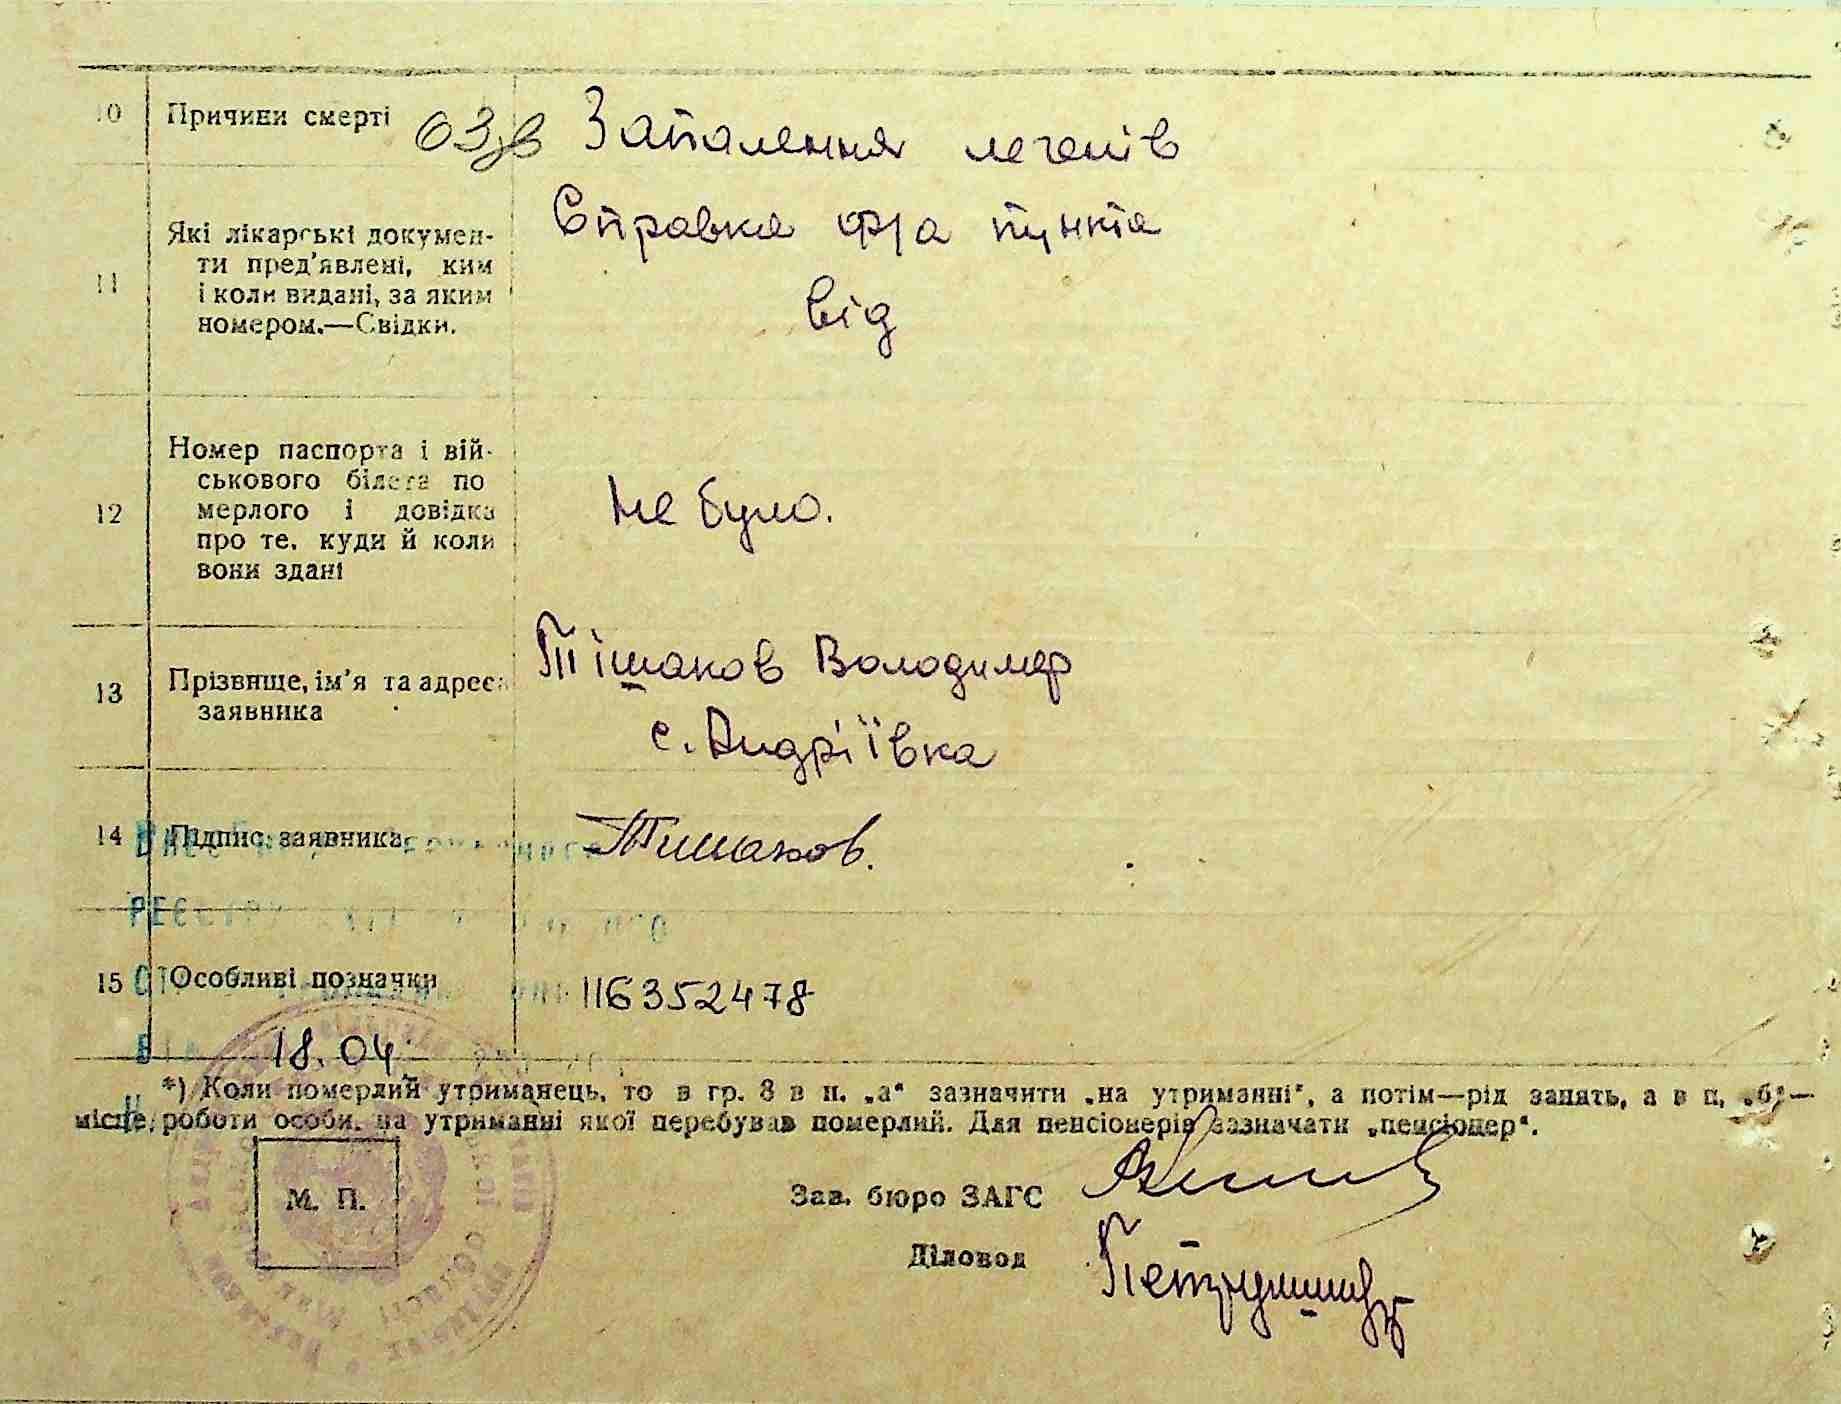 10 Причини смерті Запалення легенів
11 Які лікарські докумен- Справка ф/а пункта
ти пред'явлені, ким від
і коли видані, за яким
номером.—Свідки.
12 Номер паспорта і вій-
ськового білета по
мерлого і довідка Не було.
про те, куди й коли
вони здані
13 Прізвище, ім'я та адреса Тішаков Володимир
заявника с. Андріївка
14 Підпис заявника Тишаков.
15 Особливі позначки 116352478
18.04.
*) Коли померлий утриманець, то в гр. 8 в п. „а“ зазначити „на утриманні“, а потім—рід занять, а в п. „б“—
місце роботи особи, на утриманні якої перебував померлий. Для пенсіонерів зазначати „пенсіонер“.
М. П.
Зав. бюро ЗАГС
Діловод